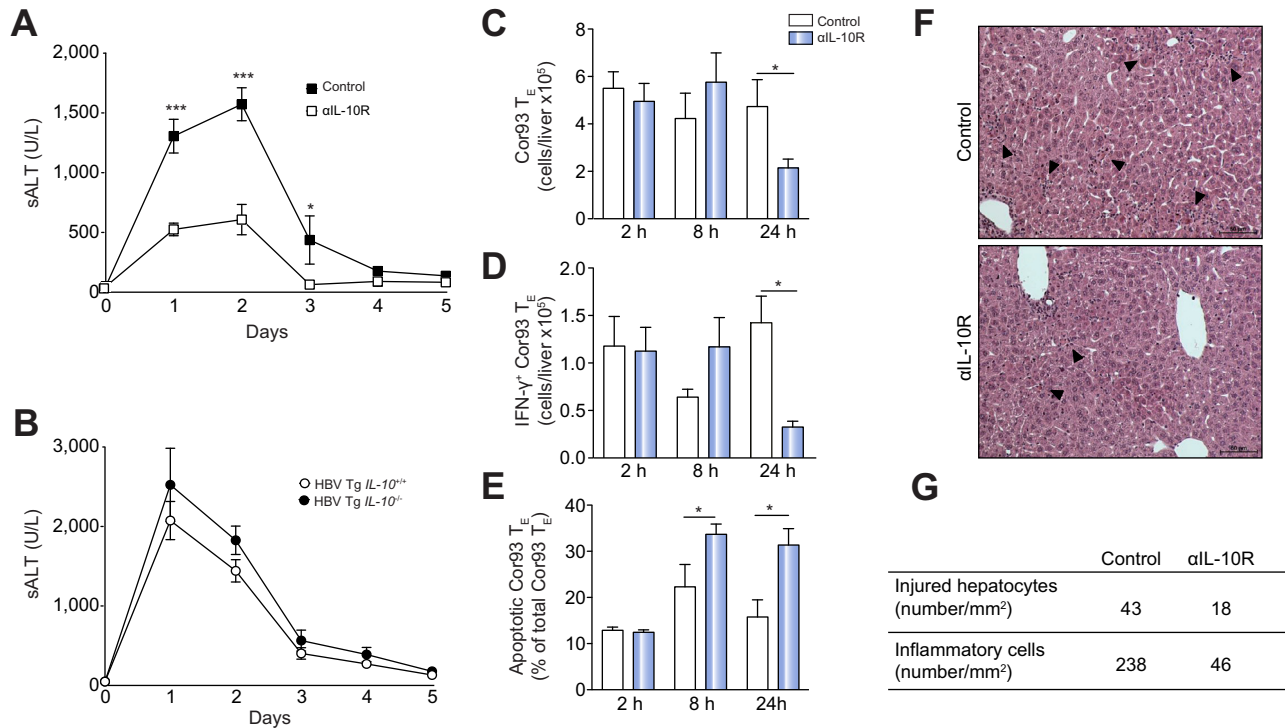 A
2,000
1,500
1,000
500
0
sALT (U/L)
***
***
*
Control
αIL-10R
0 1 2 3 4 5
Days
B
3,000
2,000
1,000
0
sALT (U/L)
HBV Tg IL-10+/+
HBV Tg IL-10-/-
0 1 2 3 4 5
Days
C
Control
αIL-10R
8
6
4
2
0
Cor93 TE
(cells/liver x10⁵)
*
2 h 8 h 24 h
D
2.0
1.5
1.0
0.5
0.0
IFN-γ+ Cor93 TE
(cells/liver x10⁵)
*
2 h 8 h 24 h
E
40
30
20
10
0
Apoptotic Cor93 TE
(% of total Cor93 TE)
* *
2 h 8 h 24h
F
Control
αIL-10R
G
Control αIL-10R
Injured hepatocytes
(number/mm²) 43 18
Inflammatory cells
(number/mm²) 238 46